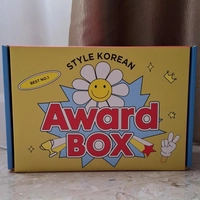 STYLE KOREAN
BEST NO.1
Award
BOX